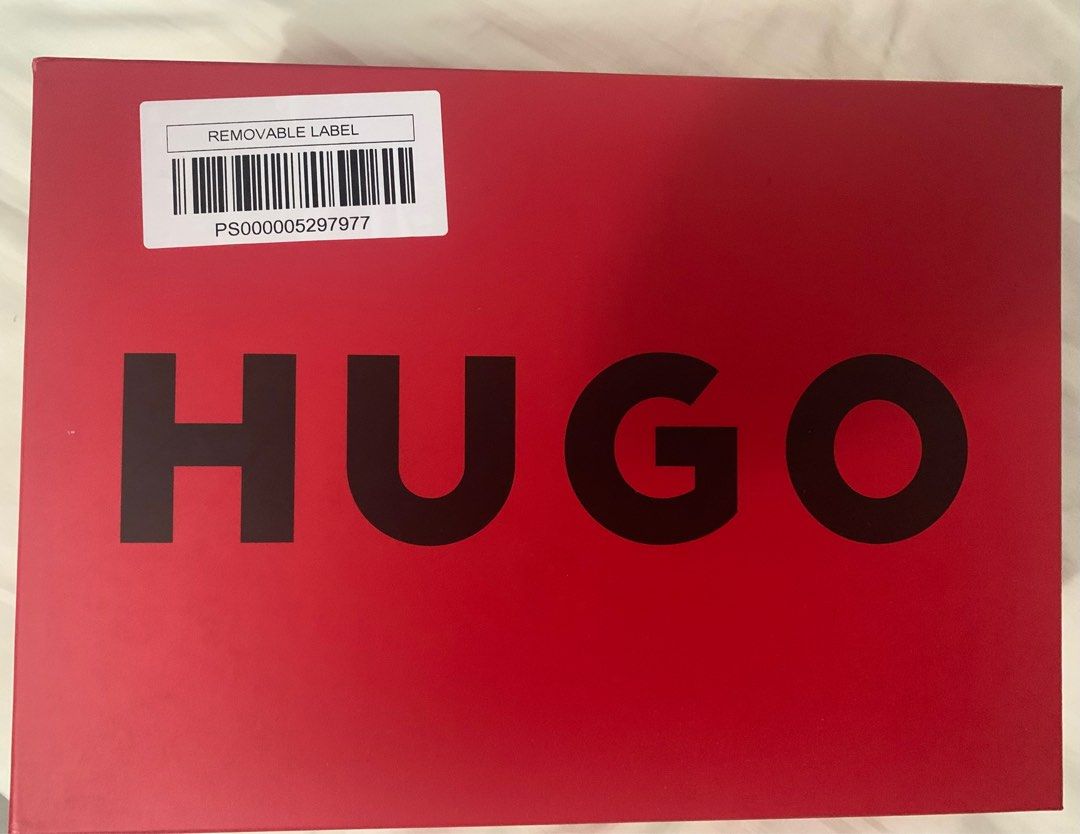 REMOVABLE LABEL
PS000005297977
HUGO